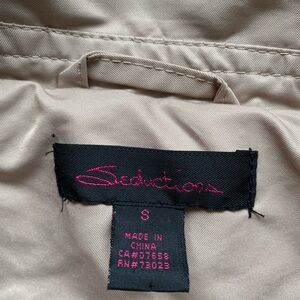 Seductions
S
MADE IN
CHINA
CA#07658
RN#73023